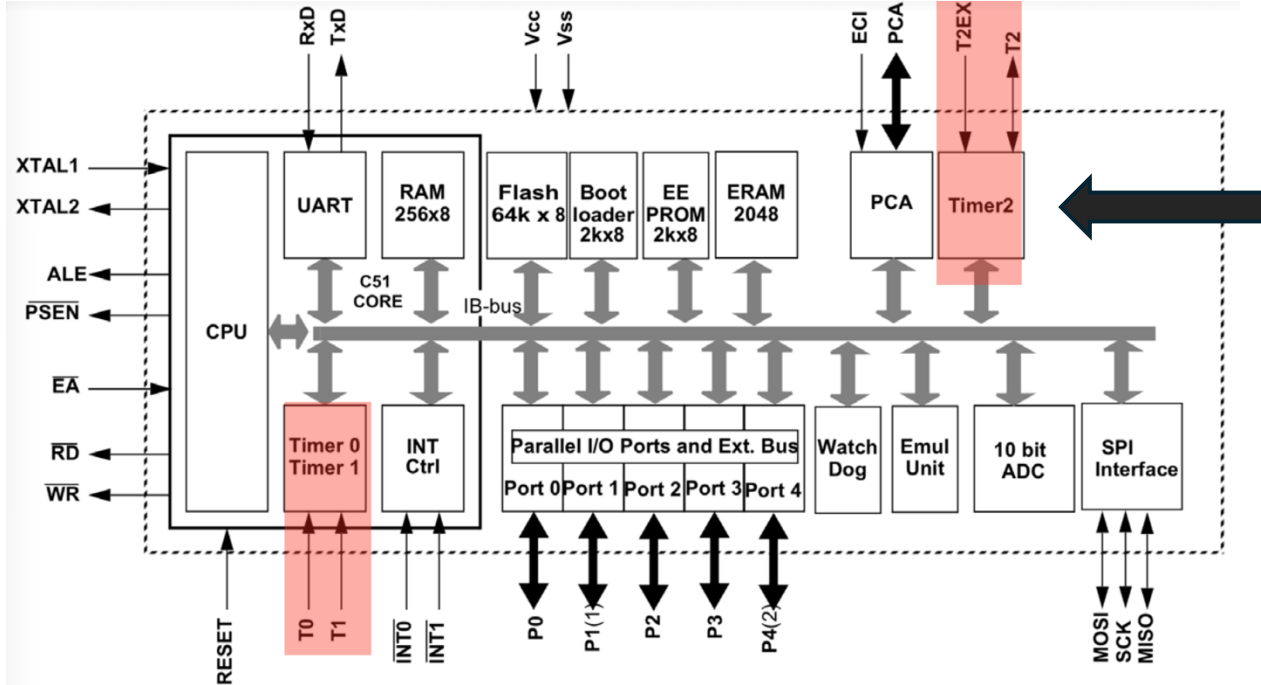 RxD
TxD
Vcc
Vss
ECI
PCA
T2EX
T2
XTAL1
XTAL2
ALE
PSEN
EA
RD
WR
CPU
UART
RAM
256x8
C51
CORE
IB-bus
Flash
64k x 8
Boot
loader
2kx8
EE
PROM
2kx8
ERAM
2048
PCA
Timer2
Timer 0
Timer 1
INT
Ctrl
Parallel I/O Ports and Ext. Bus
Port 0
Port 1
Port 2
Port 3
Port 4
Watch
Dog
Emul
Unit
10 bit
ADC
SPI
Interface
RESET
T0
T1
INT0
INT1
P0
P1(1)
P2
P3
P4(2)
MOSI
SCK
MISO